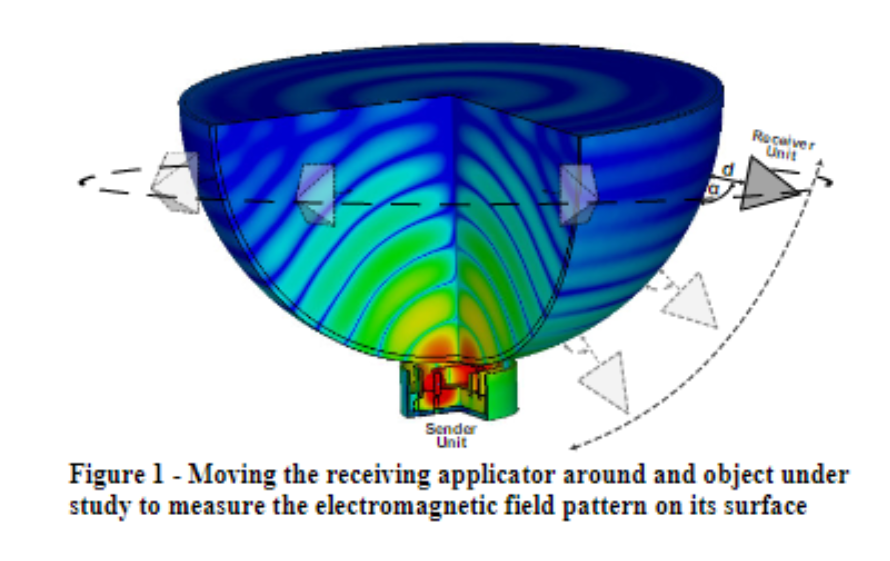 Receiver
Unit
d
α
Sender
Unit
Figure 1 - Moving the receiving applicator around and object under
study to measure the electromagnetic field pattern on its surface